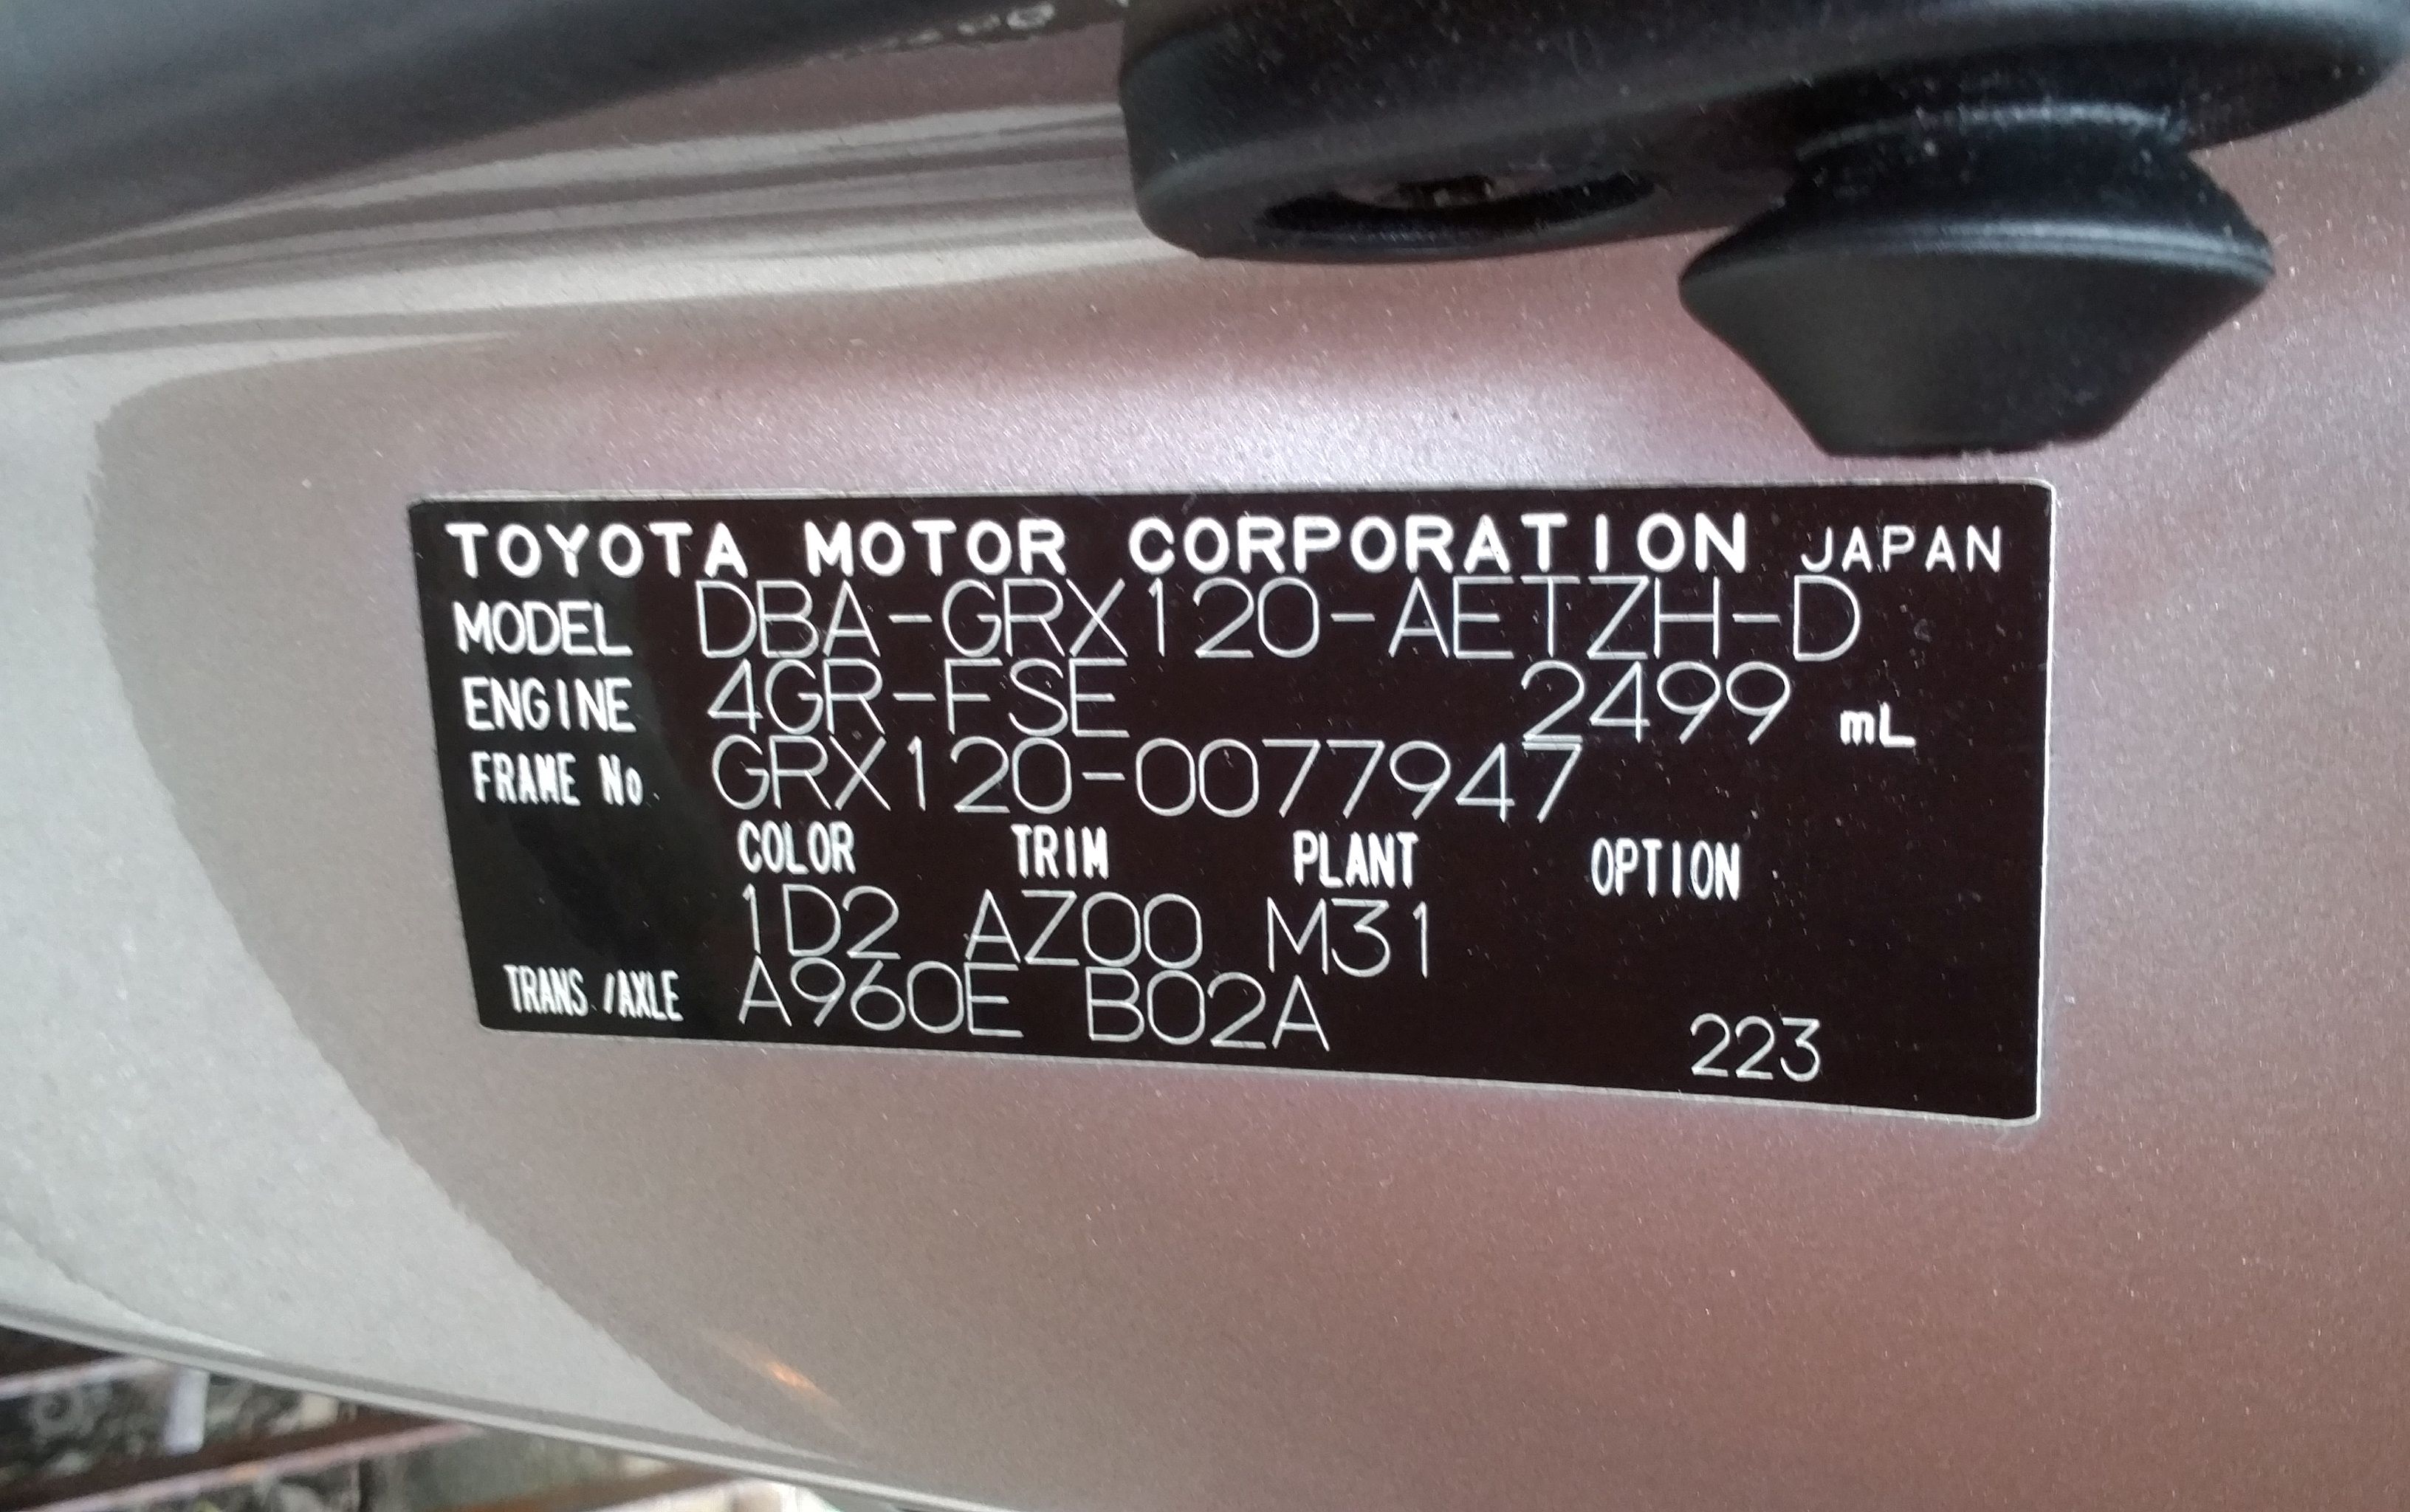 TOYOTA MOTOR CORPORATION JAPAN
MODEL DBA-GRX120-AETZH-D
ENGINE 4GR-FSE 2499 mL
FRAME No. GRX120-0077947
COLOR TRIM PLANT OPTION
1D2 AZ00 M31
TRANS./AXLE A960E B02A
223